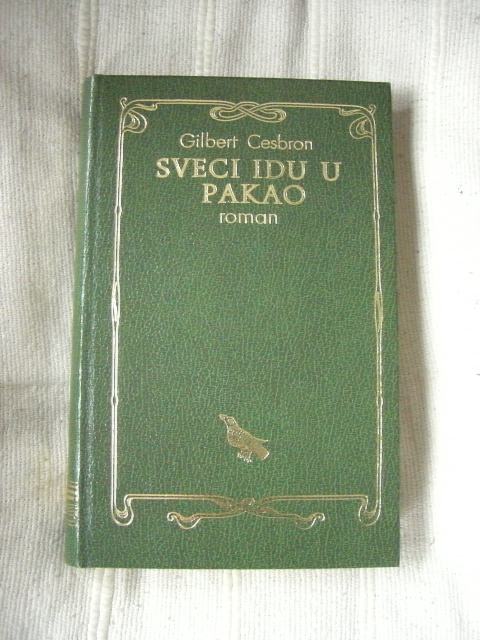 Gilbert Cesbron
SVECI IDU U
PAKAO
roman